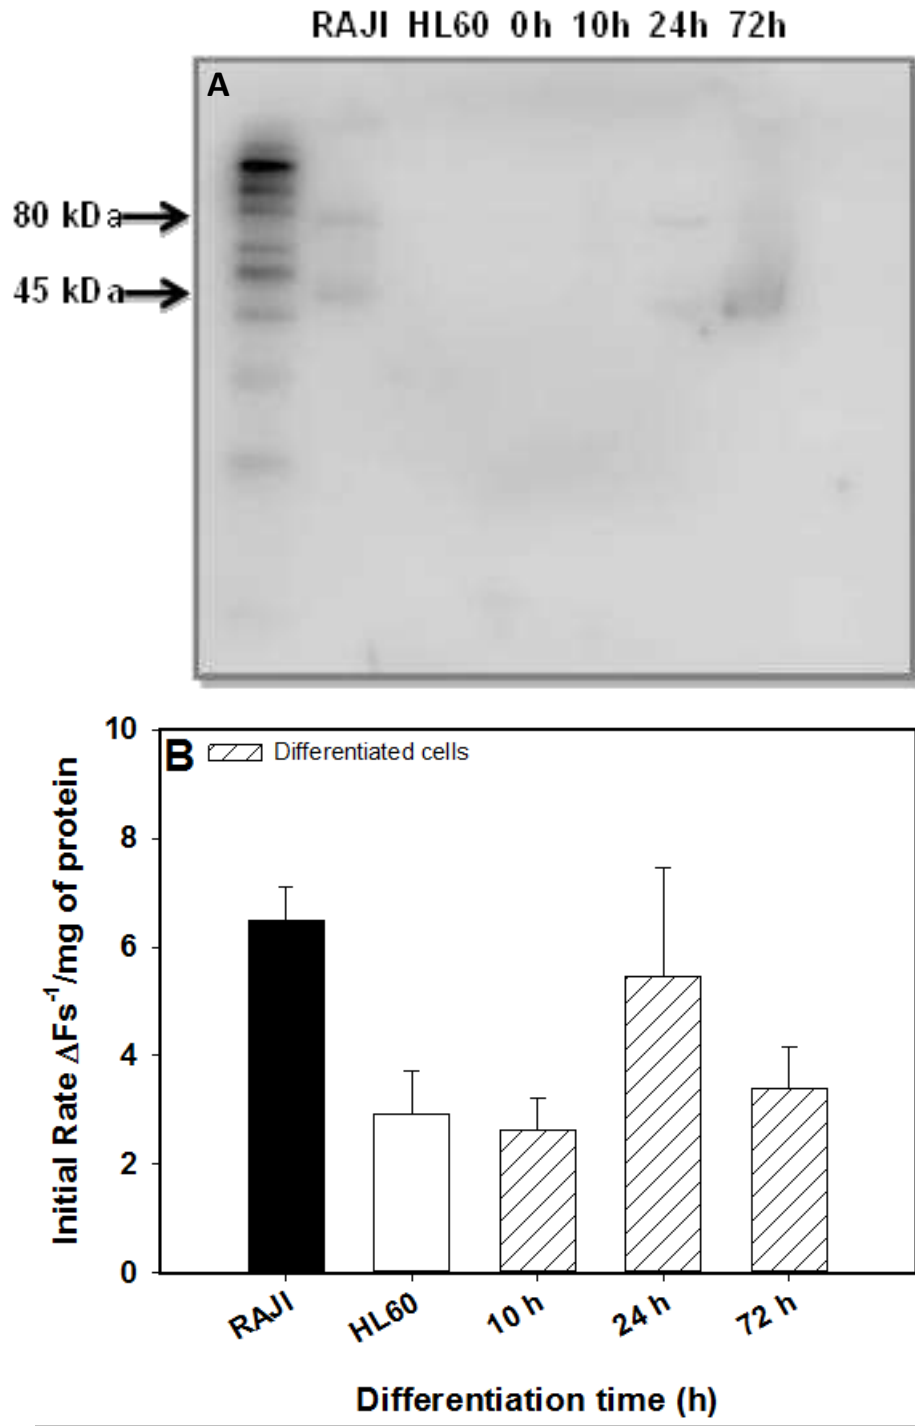 RAJI HL60 0h 10h 24h 72h
A
80 kDa
45 kDa
10
B Differentiated cells
8
6
4
2
0
Initial Rate ΔFs⁻¹/mg of protein
RAJI HL60 10 h 24 h 72 h
Differentiation time (h)